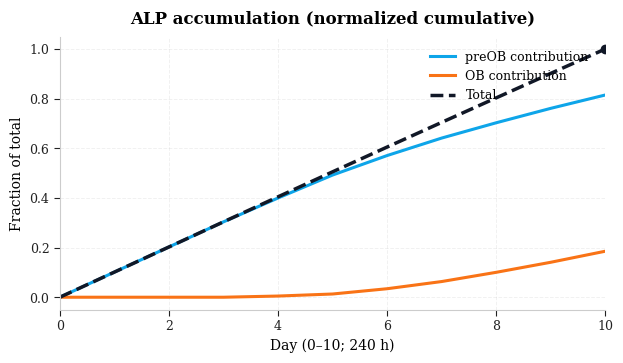 ALP accumulation (normalized cumulative)
Fraction of total
1.0
0.8
0.6
0.4
0.2
0.0
preOB contribution
OB contribution
Total
0 2 4 6 8 10
Day (0–10; 240 h)